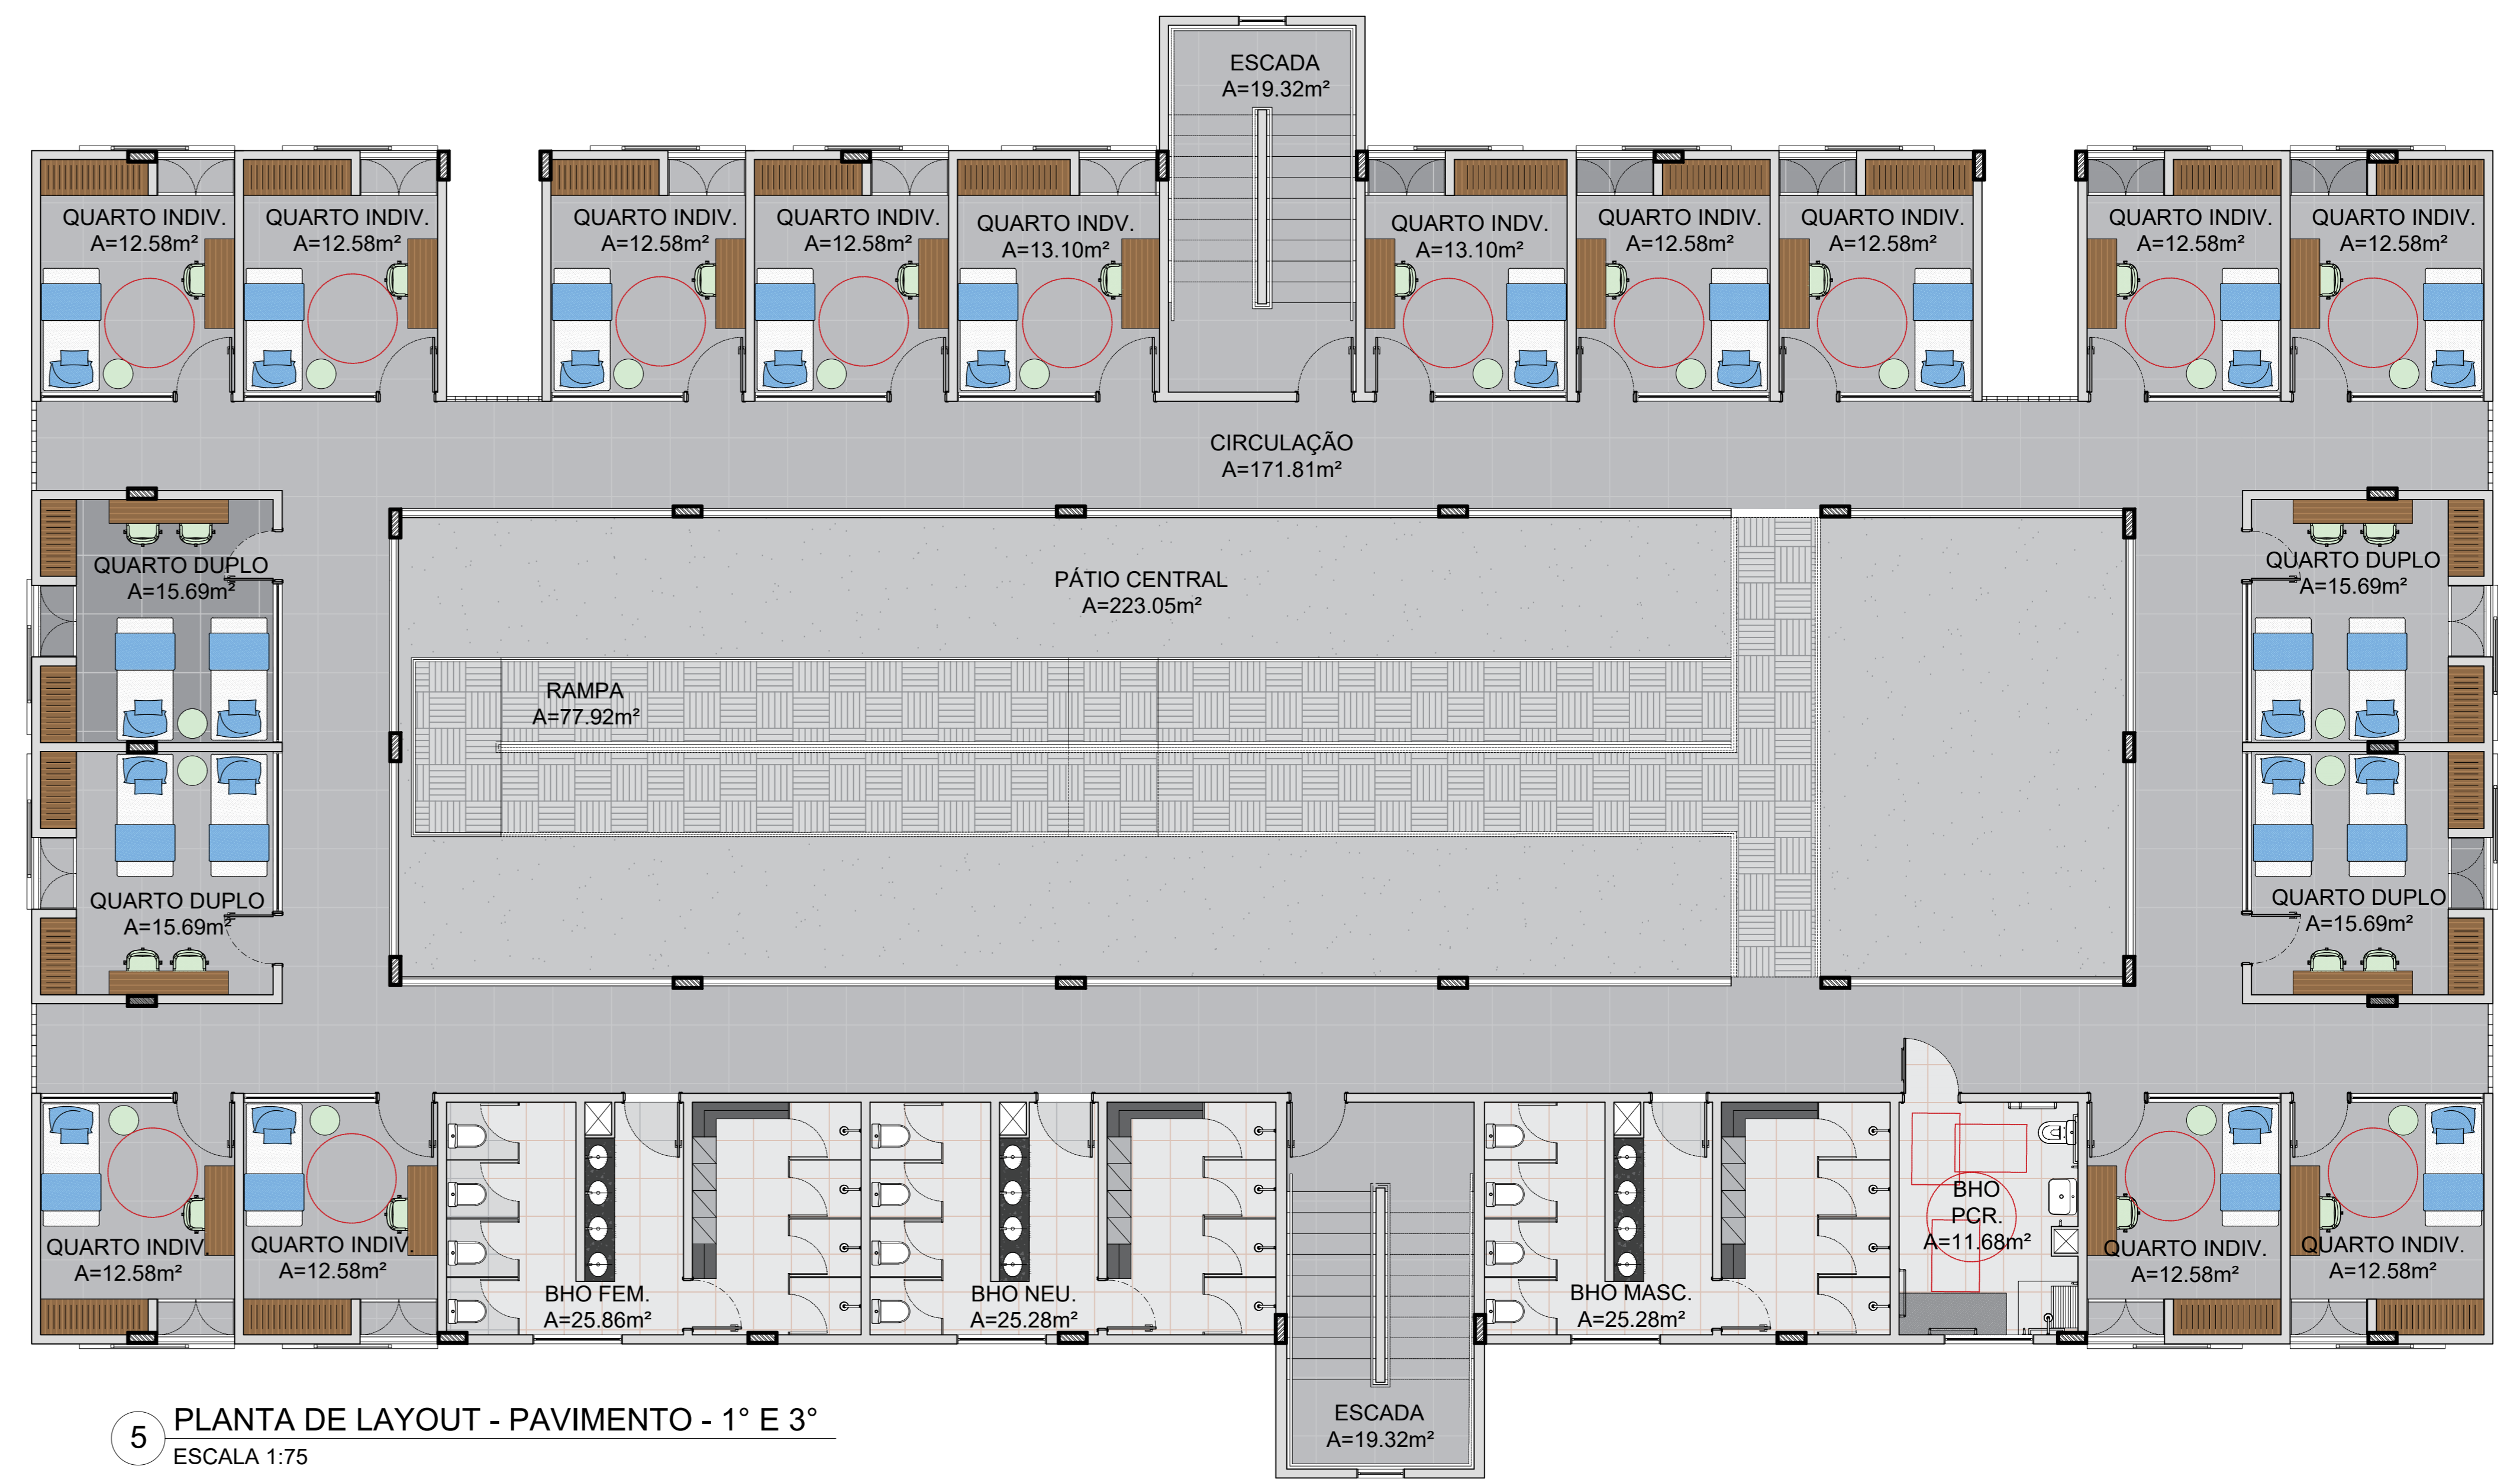 ESCADA
A=19.32m²
QUARTO INDIV.
A=12.58m²
QUARTO INDIV.
A=12.58m²
QUARTO INDIV.
A=12.58m²
QUARTO INDIV.
A=12.58m²
QUARTO INDV.
A=13.10m²
QUARTO INDV.
A=13.10m²
QUARTO INDIV.
A=12.58m²
QUARTO INDIV.
A=12.58m²
QUARTO INDIV.
A=12.58m²
QUARTO INDIV.
A=12.58m²
CIRCULAÇÃO
A=171.81m²
QUARTO DUPLO
A=15.69m²
PÁTIO CENTRAL
A=223.05m²
QUARTO DUPLO
A=15.69m²
RAMPA
A=77.92m²
QUARTO DUPLO
A=15.69m²
QUARTO DUPLO
A=15.69m²
QUARTO INDIV.
A=12.58m²
QUARTO INDIV.
A=12.58m²
BHO FEM.
A=25.86m²
BHO NEU.
A=25.28m²
BHO MASC.
A=25.28m²
BHO
PCR.
A=11.68m²
QUARTO INDIV.
A=12.58m²
QUARTO INDIV.
A=12.58m²
ESCADA
A=19.32m²
5
PLANTA DE LAYOUT - PAVIMENTO - 1° E 3°
ESCALA 1:75